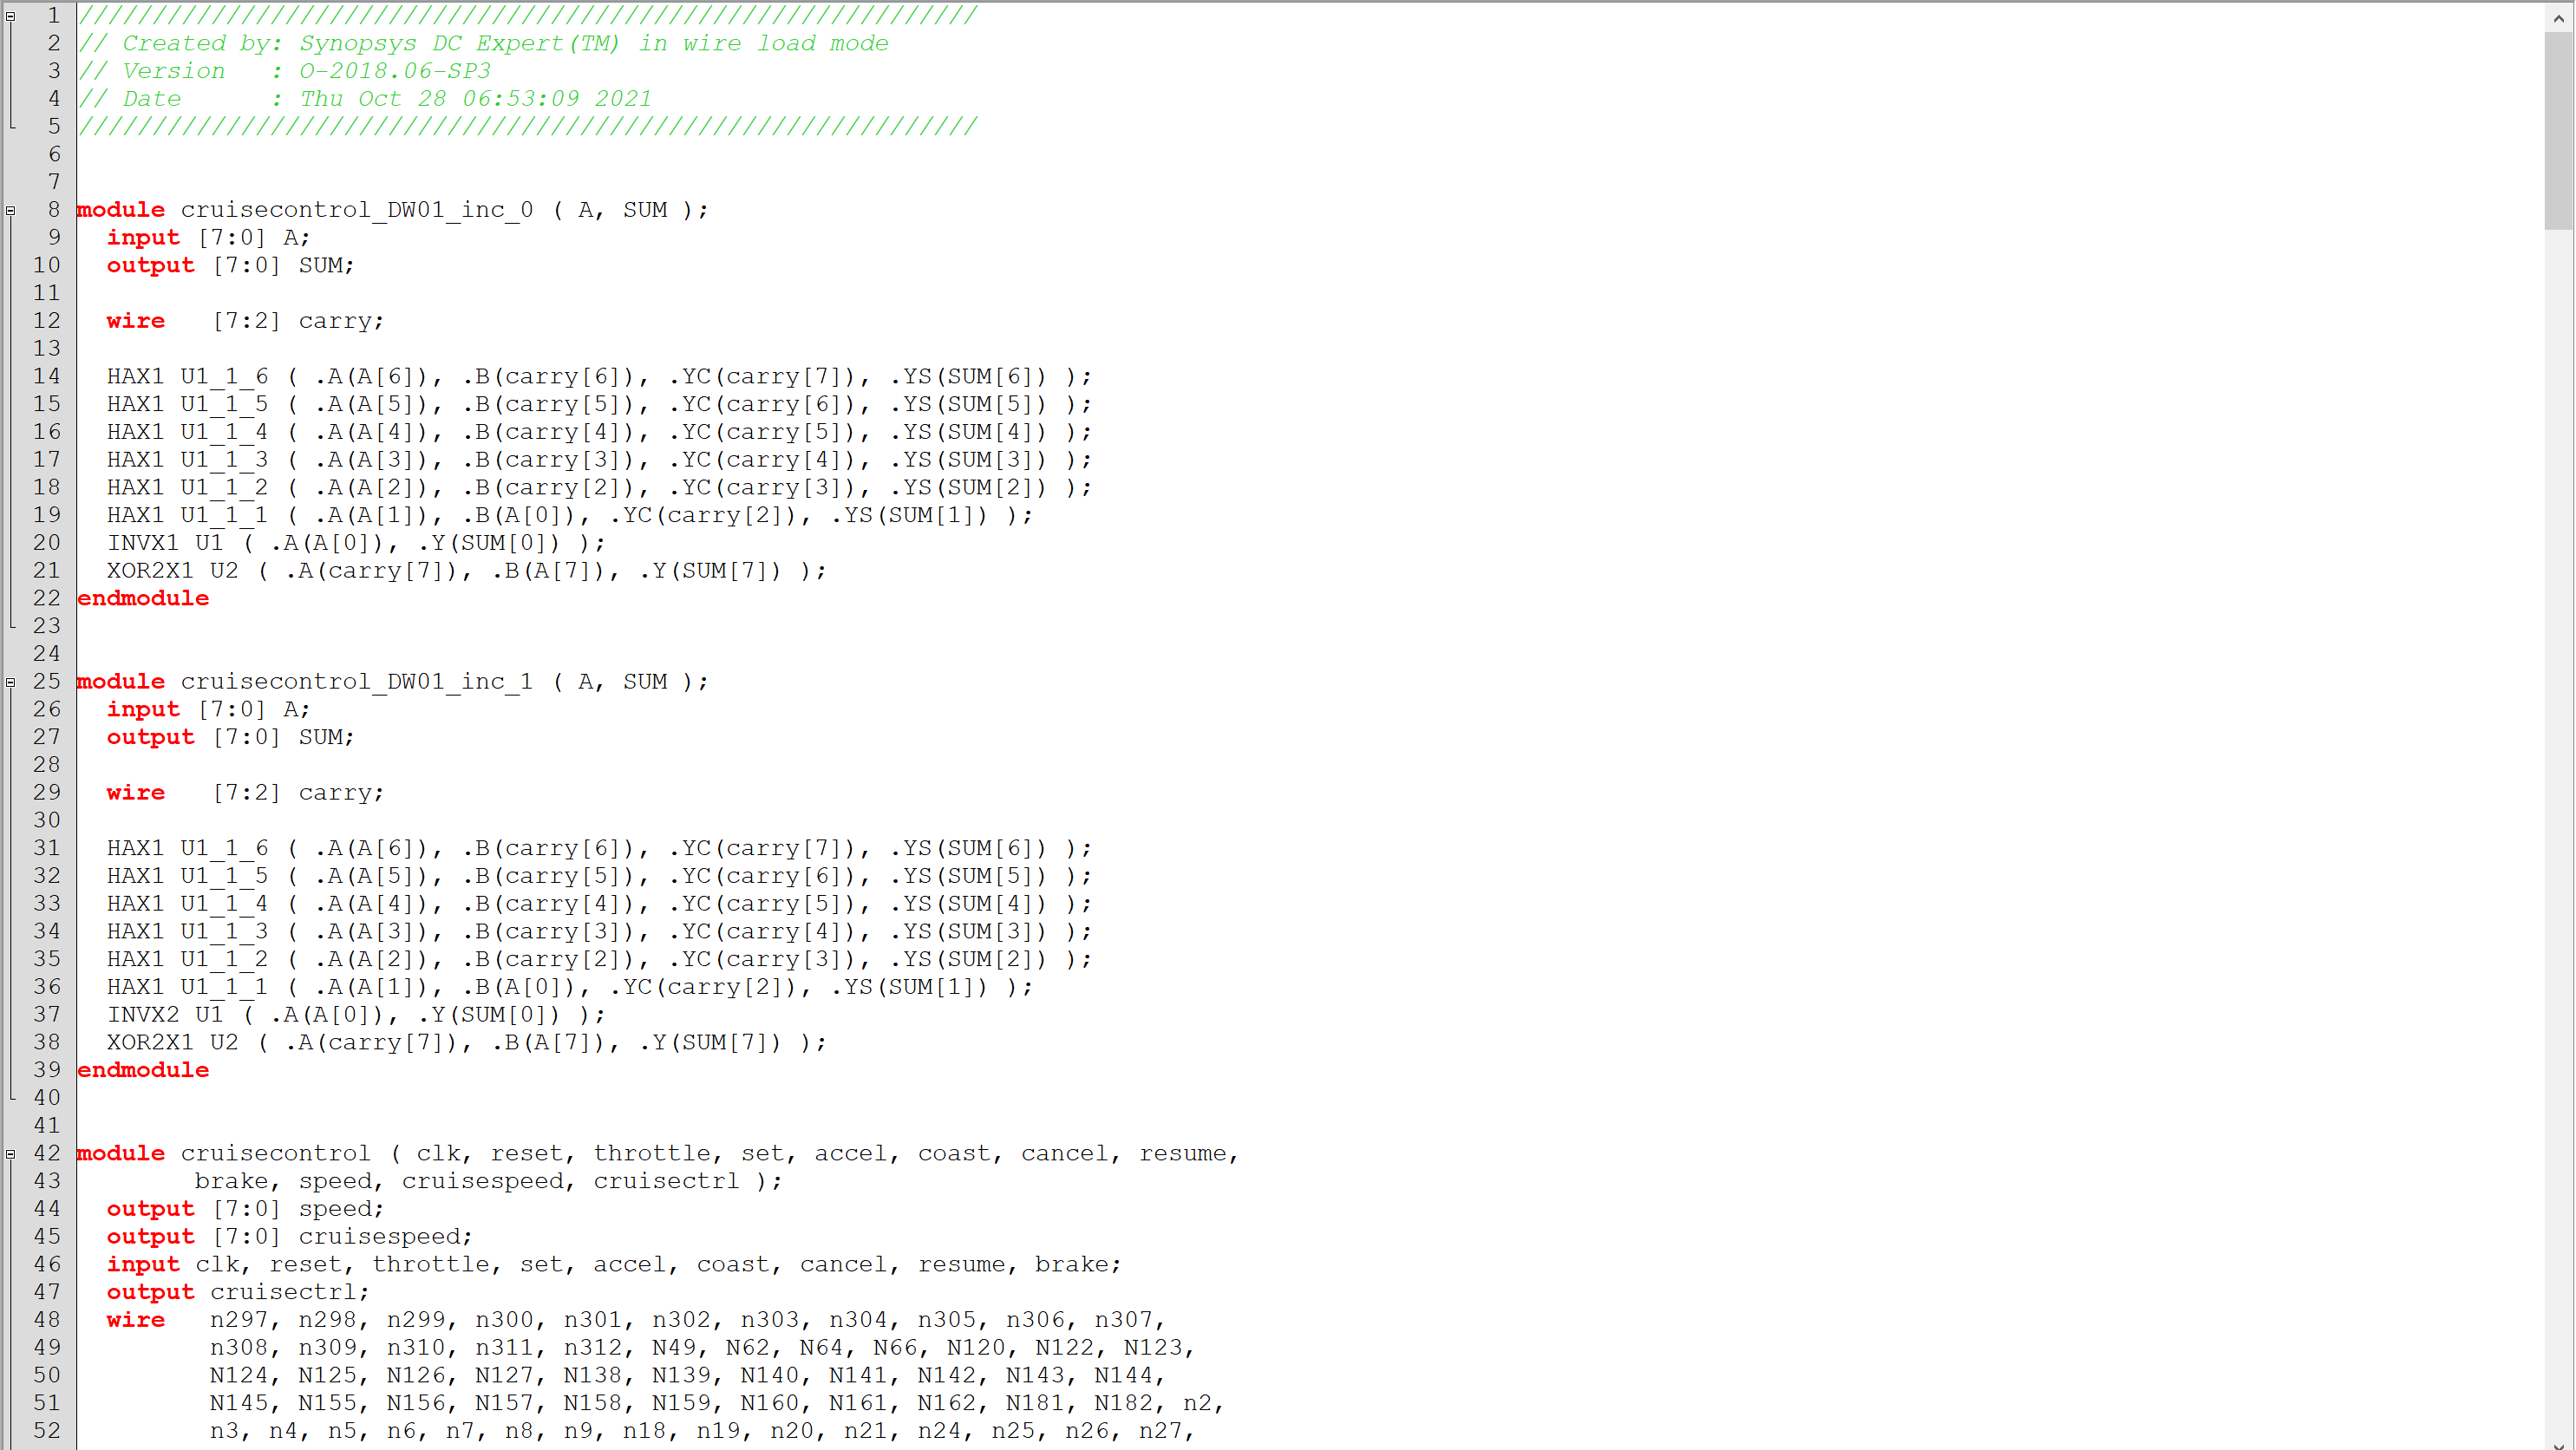 1 /////////////////////////////////////////////////////////////
2 // Created by: Synopsys DC Expert(TM) in wire load mode
3 // Version   : O-2018.06-SP3
4 // Date      : Thu Oct 28 06:53:09 2021
5 /////////////////////////////////////////////////////////////
6
7
8 module cruisecontrol_DW01_inc_0 ( A, SUM );
9   input [7:0] A;
10   output [7:0] SUM;
11
12   wire   [7:2] carry;
13
14   HAX1 U1_1_6 ( .A(A[6]), .B(carry[6]), .YC(carry[7]), .YS(SUM[6]) );
15   HAX1 U1_1_5 ( .A(A[5]), .B(carry[5]), .YC(carry[6]), .YS(SUM[5]) );
16   HAX1 U1_1_4 ( .A(A[4]), .B(carry[4]), .YC(carry[5]), .YS(SUM[4]) );
17   HAX1 U1_1_3 ( .A(A[3]), .B(carry[3]), .YC(carry[4]), .YS(SUM[3]) );
18   HAX1 U1_1_2 ( .A(A[2]), .B(carry[2]), .YC(carry[3]), .YS(SUM[2]) );
19   HAX1 U1_1_1 ( .A(A[1]), .B(A[0]), .YC(carry[2]), .YS(SUM[1]) );
20   INVX1 U1 ( .A(A[0]), .Y(SUM[0]) );
21   XOR2X1 U2 ( .A(carry[7]), .B(A[7]), .Y(SUM[7]) );
22 endmodule
23
24
25 module cruisecontrol_DW01_inc_1 ( A, SUM );
26   input [7:0] A;
27   output [7:0] SUM;
28
29   wire   [7:2] carry;
30
31   HAX1 U1_1_6 ( .A(A[6]), .B(carry[6]), .YC(carry[7]), .YS(SUM[6]) );
32   HAX1 U1_1_5 ( .A(A[5]), .B(carry[5]), .YC(carry[6]), .YS(SUM[5]) );
33   HAX1 U1_1_4 ( .A(A[4]), .B(carry[4]), .YC(carry[5]), .YS(SUM[4]) );
34   HAX1 U1_1_3 ( .A(A[3]), .B(carry[3]), .YC(carry[4]), .YS(SUM[3]) );
35   HAX1 U1_1_2 ( .A(A[2]), .B(carry[2]), .YC(carry[3]), .YS(SUM[2]) );
36   HAX1 U1_1_1 ( .A(A[1]), .B(A[0]), .YC(carry[2]), .YS(SUM[1]) );
37   INVX2 U1 ( .A(A[0]), .Y(SUM[0]) );
38   XOR2X1 U2 ( .A(carry[7]), .B(A[7]), .Y(SUM[7]) );
39 endmodule
40
41
42 module cruisecontrol ( clk, reset, throttle, set, accel, coast, cancel, resume,
43         brake, speed, cruisespeed, cruisectrl );
44   output [7:0] speed;
45   output [7:0] cruisespeed;
46   input clk, reset, throttle, set, accel, coast, cancel, resume, brake;
47   output cruisectrl;
48   wire   n297, n298, n299, n300, n301, n302, n303, n304, n305, n306, n307,
49          n308, n309, n310, n311, n312, N49, N62, N64, N66, N120, N122, N123,
50          N124, N125, N126, N127, N138, N139, N140, N141, N142, N143, N144,
51          N145, N155, N156, N157, N158, N159, N160, N161, N162, N181, N182, n2,
52          n3, n4, n5, n6, n7, n8, n9, n18, n19, n20, n21, n24, n25, n26, n27,